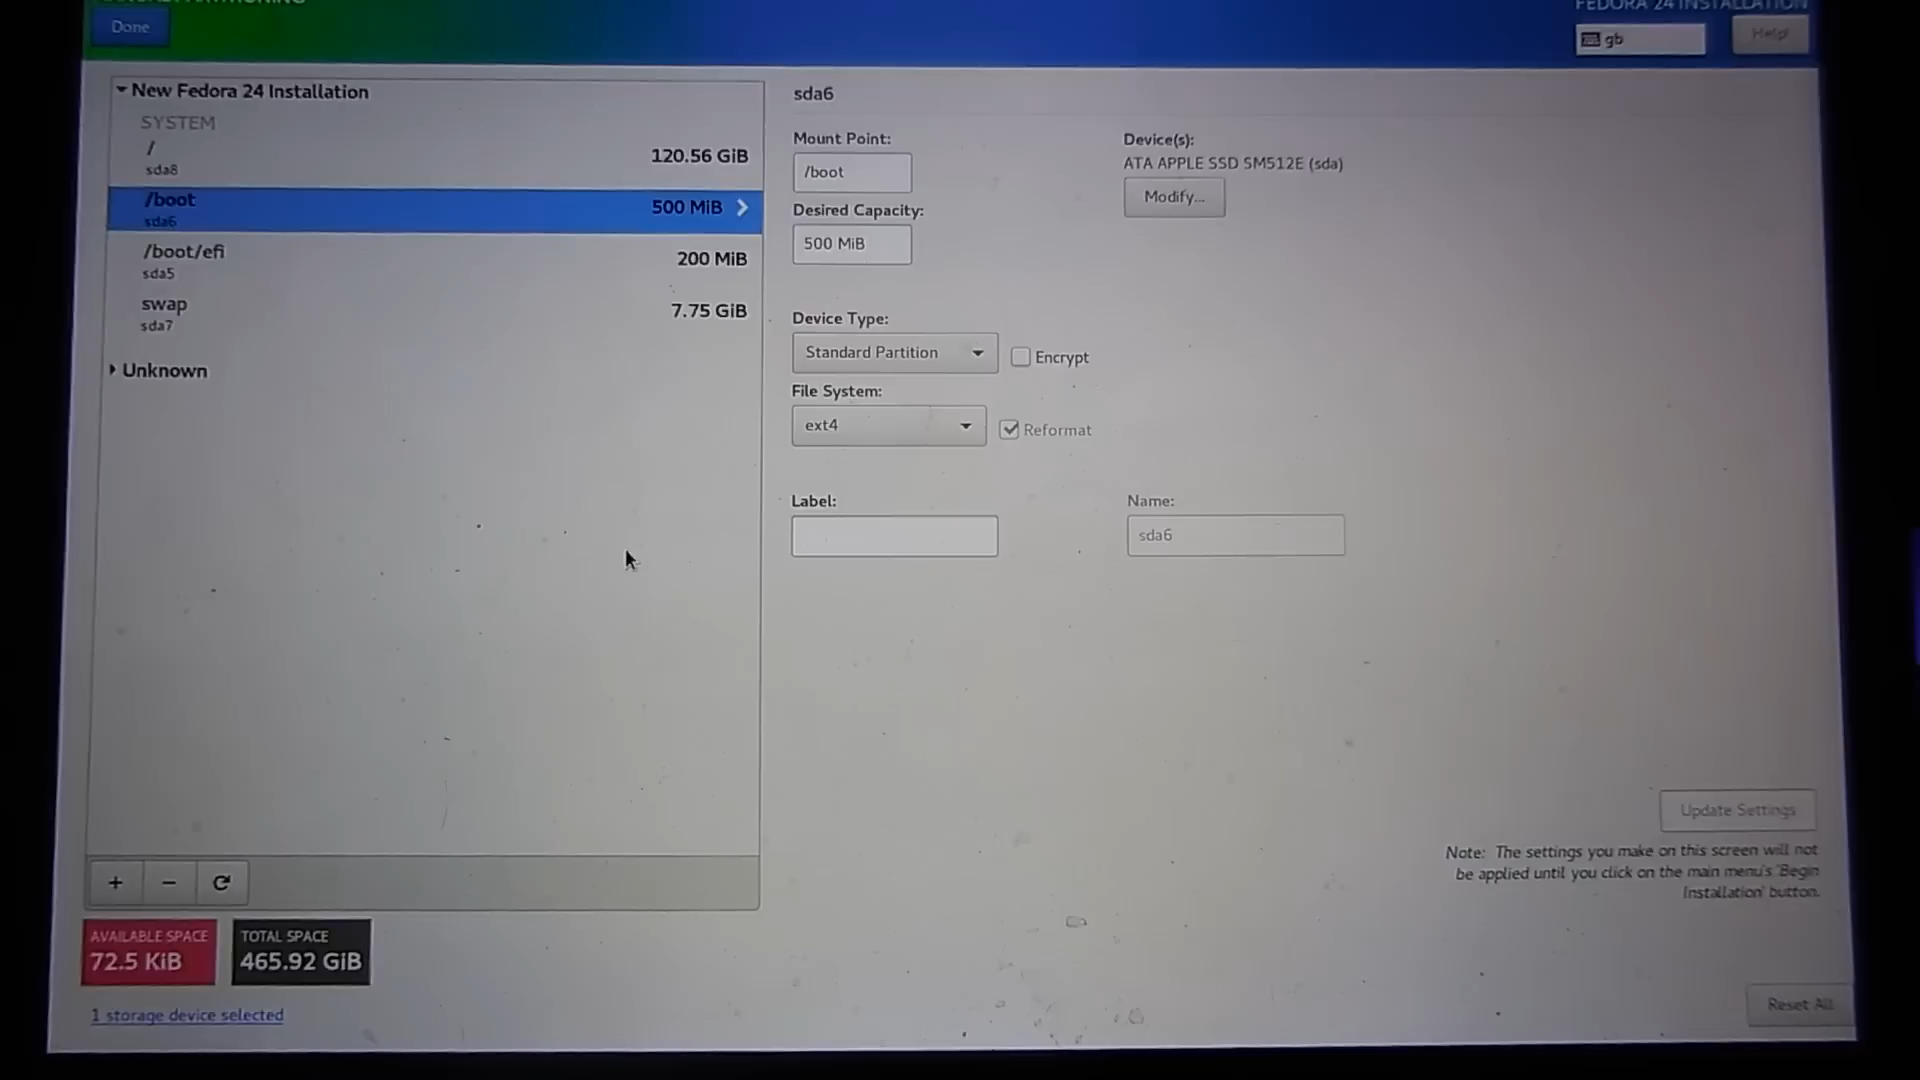 Done
FEDORA 24 INSTALLATION
gb
Help!
New Fedora 24 Installation
SYSTEM
/
120.56 GiB
sda8
/boot
500 MiB
sda6
/boot/efi
200 MiB
sda5
swap
7.75 GiB
sda7
Unknown
sda6
Mount Point:
/boot
Desired Capacity:
500 MiB
Device(s):
ATA APPLE SSD SM512E (sda)
Modify...
Device Type:
Standard Partition
Encrypt
File System:
ext4
Reformat
Label:
Name:
sda6
Update Settings
Note: The settings you make on this screen will not
be applied until you click on the main menu's 'Begin
Installation' button.
+ -
AVAILABLE SPACE
72.5 KiB
TOTAL SPACE
465.92 GiB
1 storage device selected
Reset All